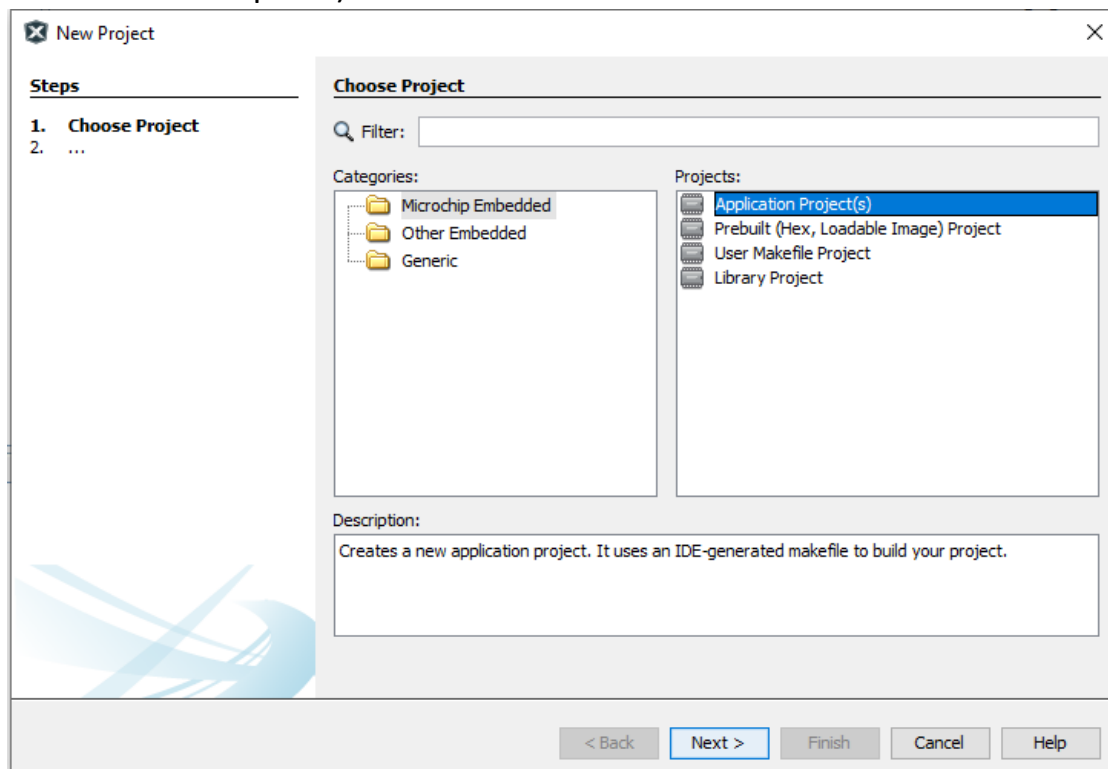 New Project
Steps
1. Choose Project
2. ...
Choose Project
Filter:
Categories:
Microchip Embedded
Other Embedded
Generic
Projects:
Application Project(s)
Prebuilt (Hex, Loadable Image) Project
User Makefile Project
Library Project
Description:
Creates a new application project. It uses an IDE-generated makefile to build your project.
< Back
Next >
Finish
Cancel
Help